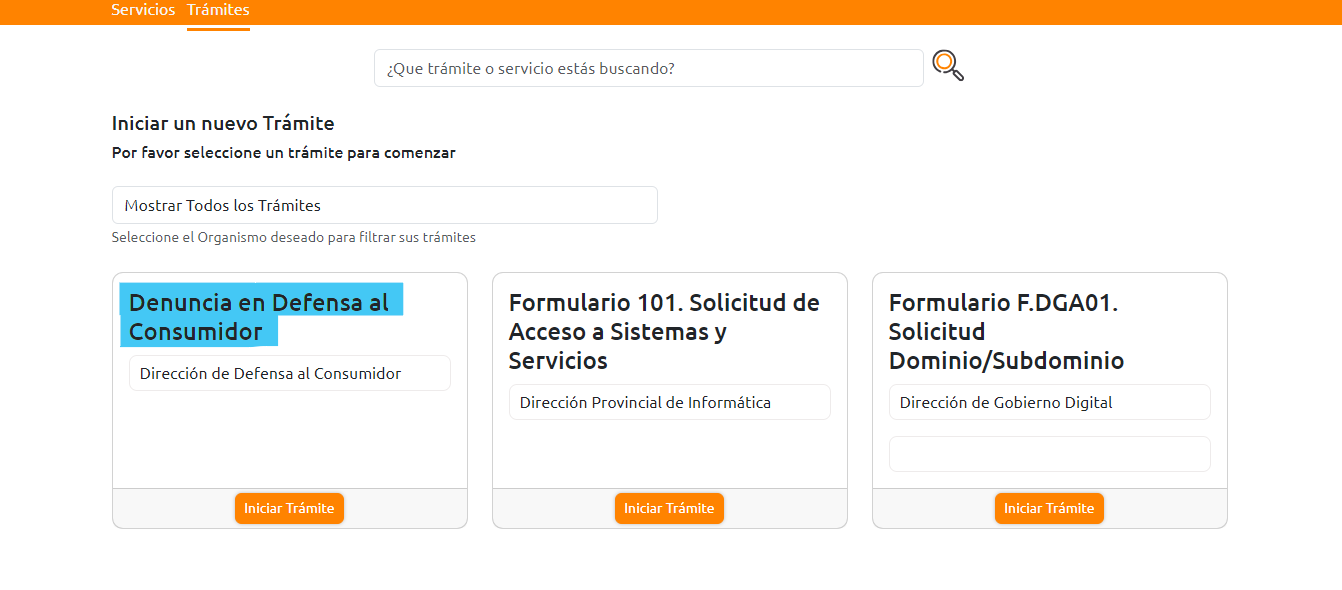 Servicios Trámites
¿Que trámite o servicio estás buscando?
Iniciar un nuevo Trámite
Por favor seleccione un trámite para comenzar
Mostrar Todos los Trámites
Seleccione el Organismo deseado para filtrar sus trámites
Denuncia en Defensa al
Consumidor
Dirección de Defensa al Consumidor
Iniciar Trámite
Formulario 101. Solicitud de
Acceso a Sistemas y
Servicios
Dirección Provincial de Informática
Iniciar Trámite
Formulario F.DGA01.
Solicitud
Dominio/Subdominio
Dirección de Gobierno Digital
Iniciar Trámite